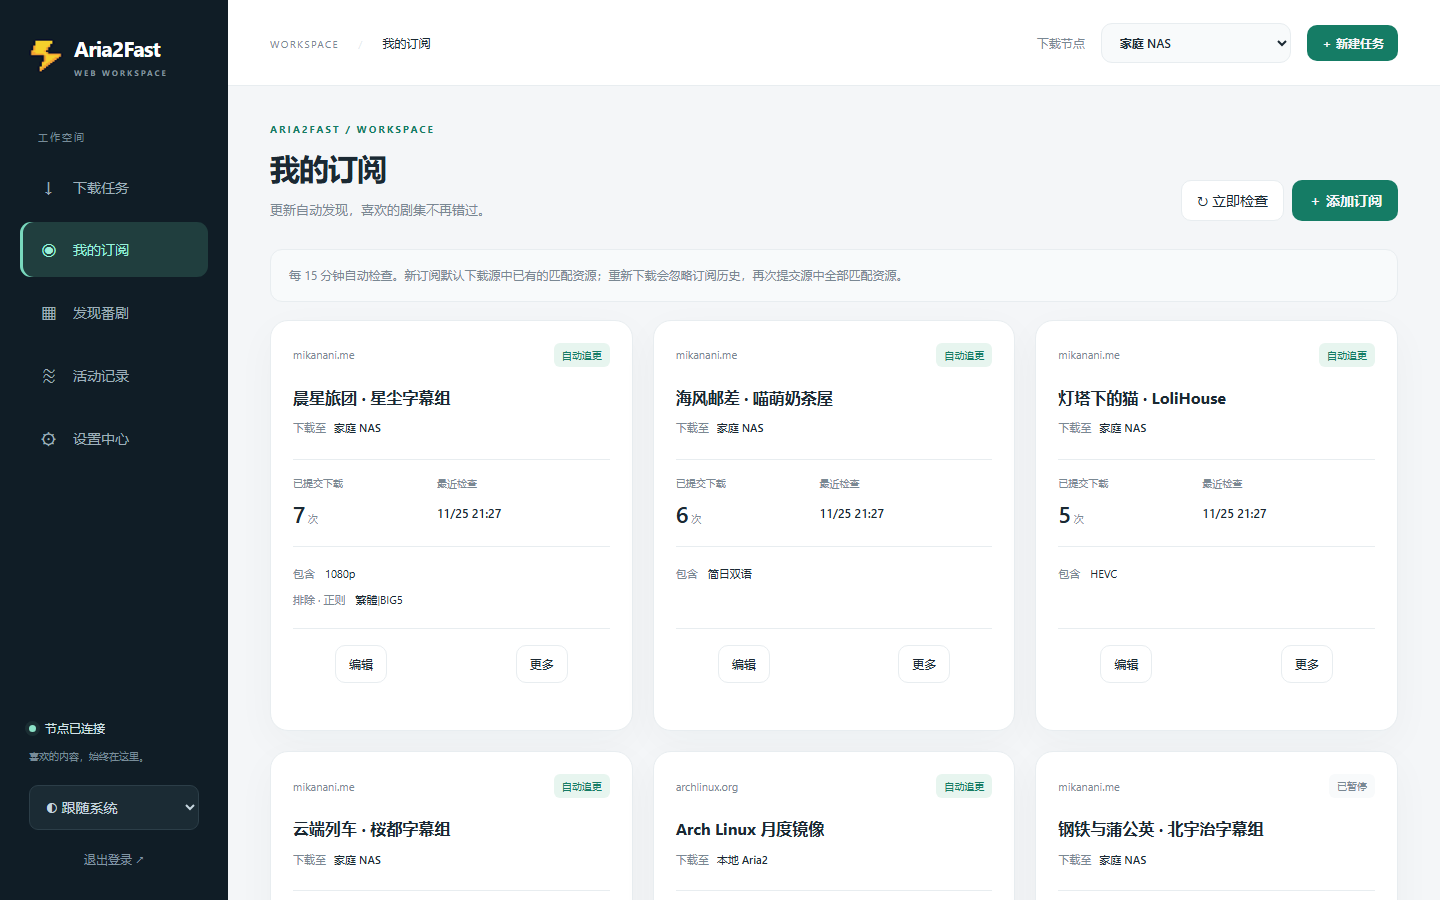 Aria2Fast
WEB WORKSPACE
工作空间
↓ 下载任务
◉ 我的订阅
▦ 发现番剧
活动记录
⚙ 设置中心
节点已连接
喜欢的内容，始终在这里。
◐ 跟随系统
退出登录 ↗
WORKSPACE / 我的订阅
下载节点 家庭 NAS + 新建任务
ARIA2FAST / WORKSPACE
我的订阅
更新自动发现，喜欢的剧集不再错过。
↻ 立即检查 + 添加订阅
每 15 分钟自动检查。新订阅默认下载源中已有的匹配资源；重新下载会忽略订阅历史，再次提交源中全部匹配资源。
mikanani.me 自动追更
晨星旅团 · 星尘字幕组
下载至 家庭 NAS
已提交下载 最近检查
7 次 11/25 21:27
包含 1080p
排除 · 正则 繁體|BIG5
编辑 更多
mikanani.me 自动追更
海风邮差 · 喵萌奶茶屋
下载至 家庭 NAS
已提交下载 最近检查
6 次 11/25 21:27
包含 简日双语
编辑 更多
mikanani.me 自动追更
灯塔下的猫 · LoliHouse
下载至 家庭 NAS
已提交下载 最近检查
5 次 11/25 21:27
包含 HEVC
编辑 更多
mikanani.me 自动追更
云端列车 · 桜都字幕组
下载至 家庭 NAS
archlinux.org 自动追更
Arch Linux 月度镜像
下载至 本地 Aria2
mikanani.me 已暂停
钢铁与蒲公英 · 北宇治字幕组
下载至 家庭 NAS